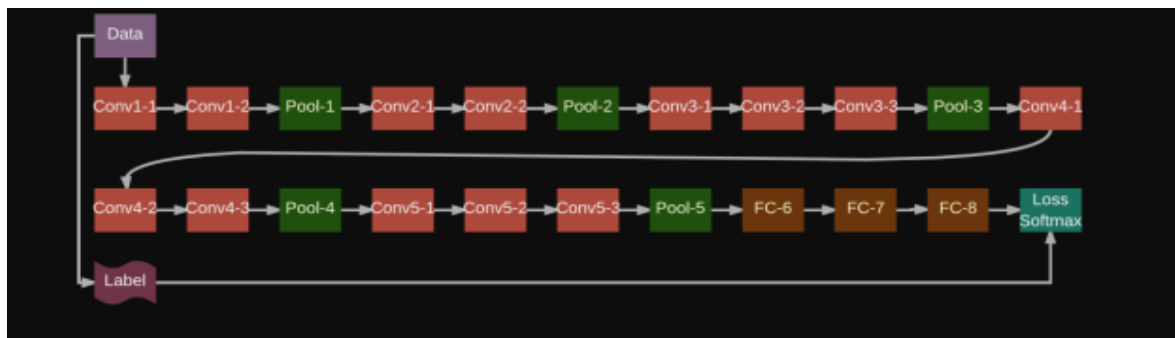 Data
Conv1-1 Conv1-2 Pool-1 Conv2-1 Conv2-2 Pool-2 Conv3-1 Conv3-2 Conv3-3 Pool-3 Conv4-1
Conv4-2 Conv4-3 Pool-4 Conv5-1 Conv5-2 Conv5-3 Pool-5 FC-6 FC-7 FC-8 Loss
Softmax
Label